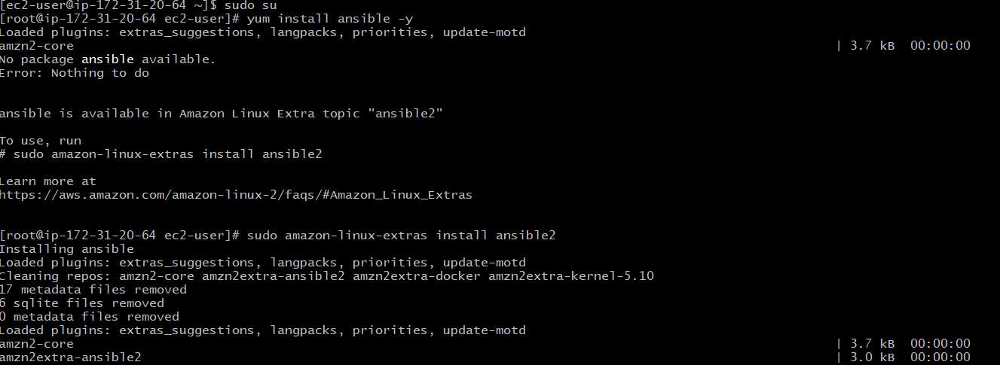 [ec2-user@ip-172-31-20-64 ~]$ sudo su
[root@ip-172-31-20-64 ec2-user]# yum install ansible -y
Loaded plugins: extras_suggestions, langpacks, priorities, update-motd
amzn2-core | 3.7 kB 00:00:00
No package ansible available.
Error: Nothing to do
ansible is available in Amazon Linux Extra topic "ansible2"
To use, run
# sudo amazon-linux-extras install ansible2
Learn more at
https://aws.amazon.com/amazon-linux-2/faqs/#Amazon_Linux_Extras
[root@ip-172-31-20-64 ec2-user]# sudo amazon-linux-extras install ansible2
Installing ansible
Loaded plugins: extras_suggestions, langpacks, priorities, update-motd
Cleaning repos: amzn2-core amzn2extra-ansible2 amzn2extra-docker amzn2extra-kernel-5.10
17 metadata files removed
6 sqlite files removed
0 metadata files removed
Loaded plugins: extras_suggestions, langpacks, priorities, update-motd
amzn2-core | 3.7 kB 00:00:00
amzn2extra-ansible2 | 3.0 kB 00:00:00